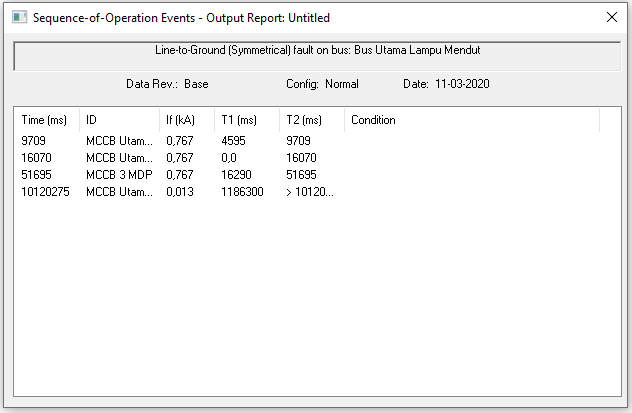 Sequence-of-Operation Events - Output Report: Untitled
Line-to-Ground (Symmetrical) fault on bus: Bus Utama Lampu Mendut
Data Rev.: Base Config: Normal Date: 11-03-2020
Time (ms) ID If (kA) T1 (ms) T2 (ms) Condition
9709 MCCB Utam... 0,767 4595 9709
16070 MCCB Utam... 0,767 0,0 16070
51695 MCCB 3 MDP 0,767 16290 51695
10120275 MCCB Utam... 0,013 1186300 > 10120...